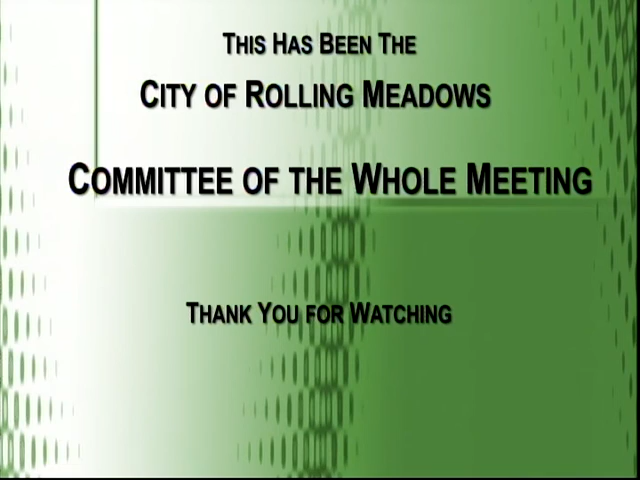 This Has Been The
City of Rolling Meadows
Committee of the Whole Meeting
Thank You for Watching